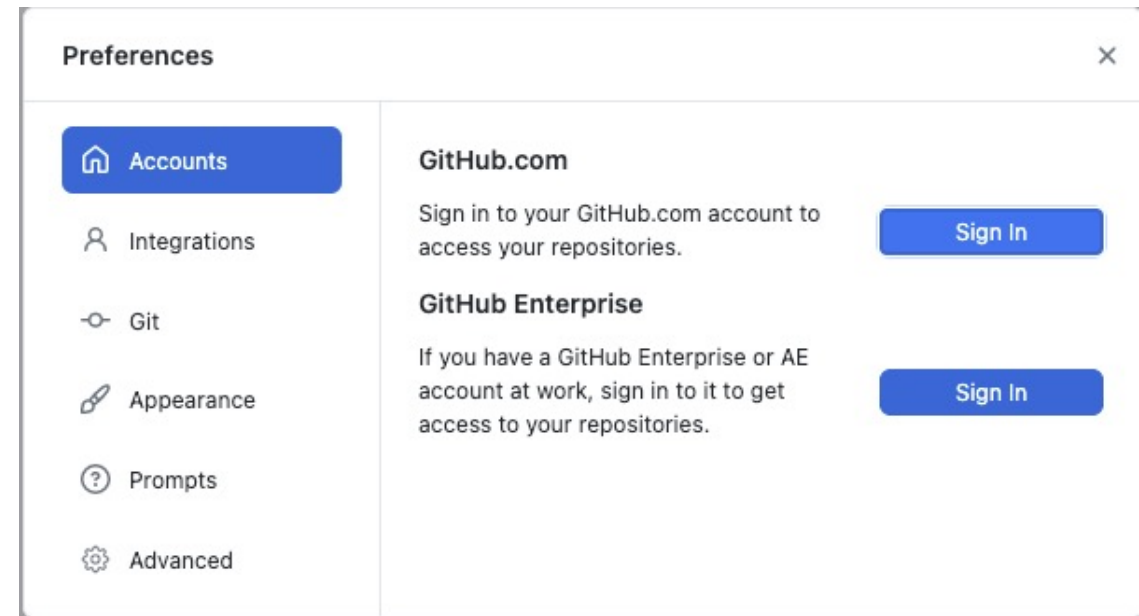 Preferences
Accounts
Integrations
Git
Appearance
Prompts
Advanced
GitHub.com
Sign in to your GitHub.com account to
access your repositories.
Sign In
GitHub Enterprise
If you have a GitHub Enterprise or AE
account at work, sign in to it to get
access to your repositories.
Sign In